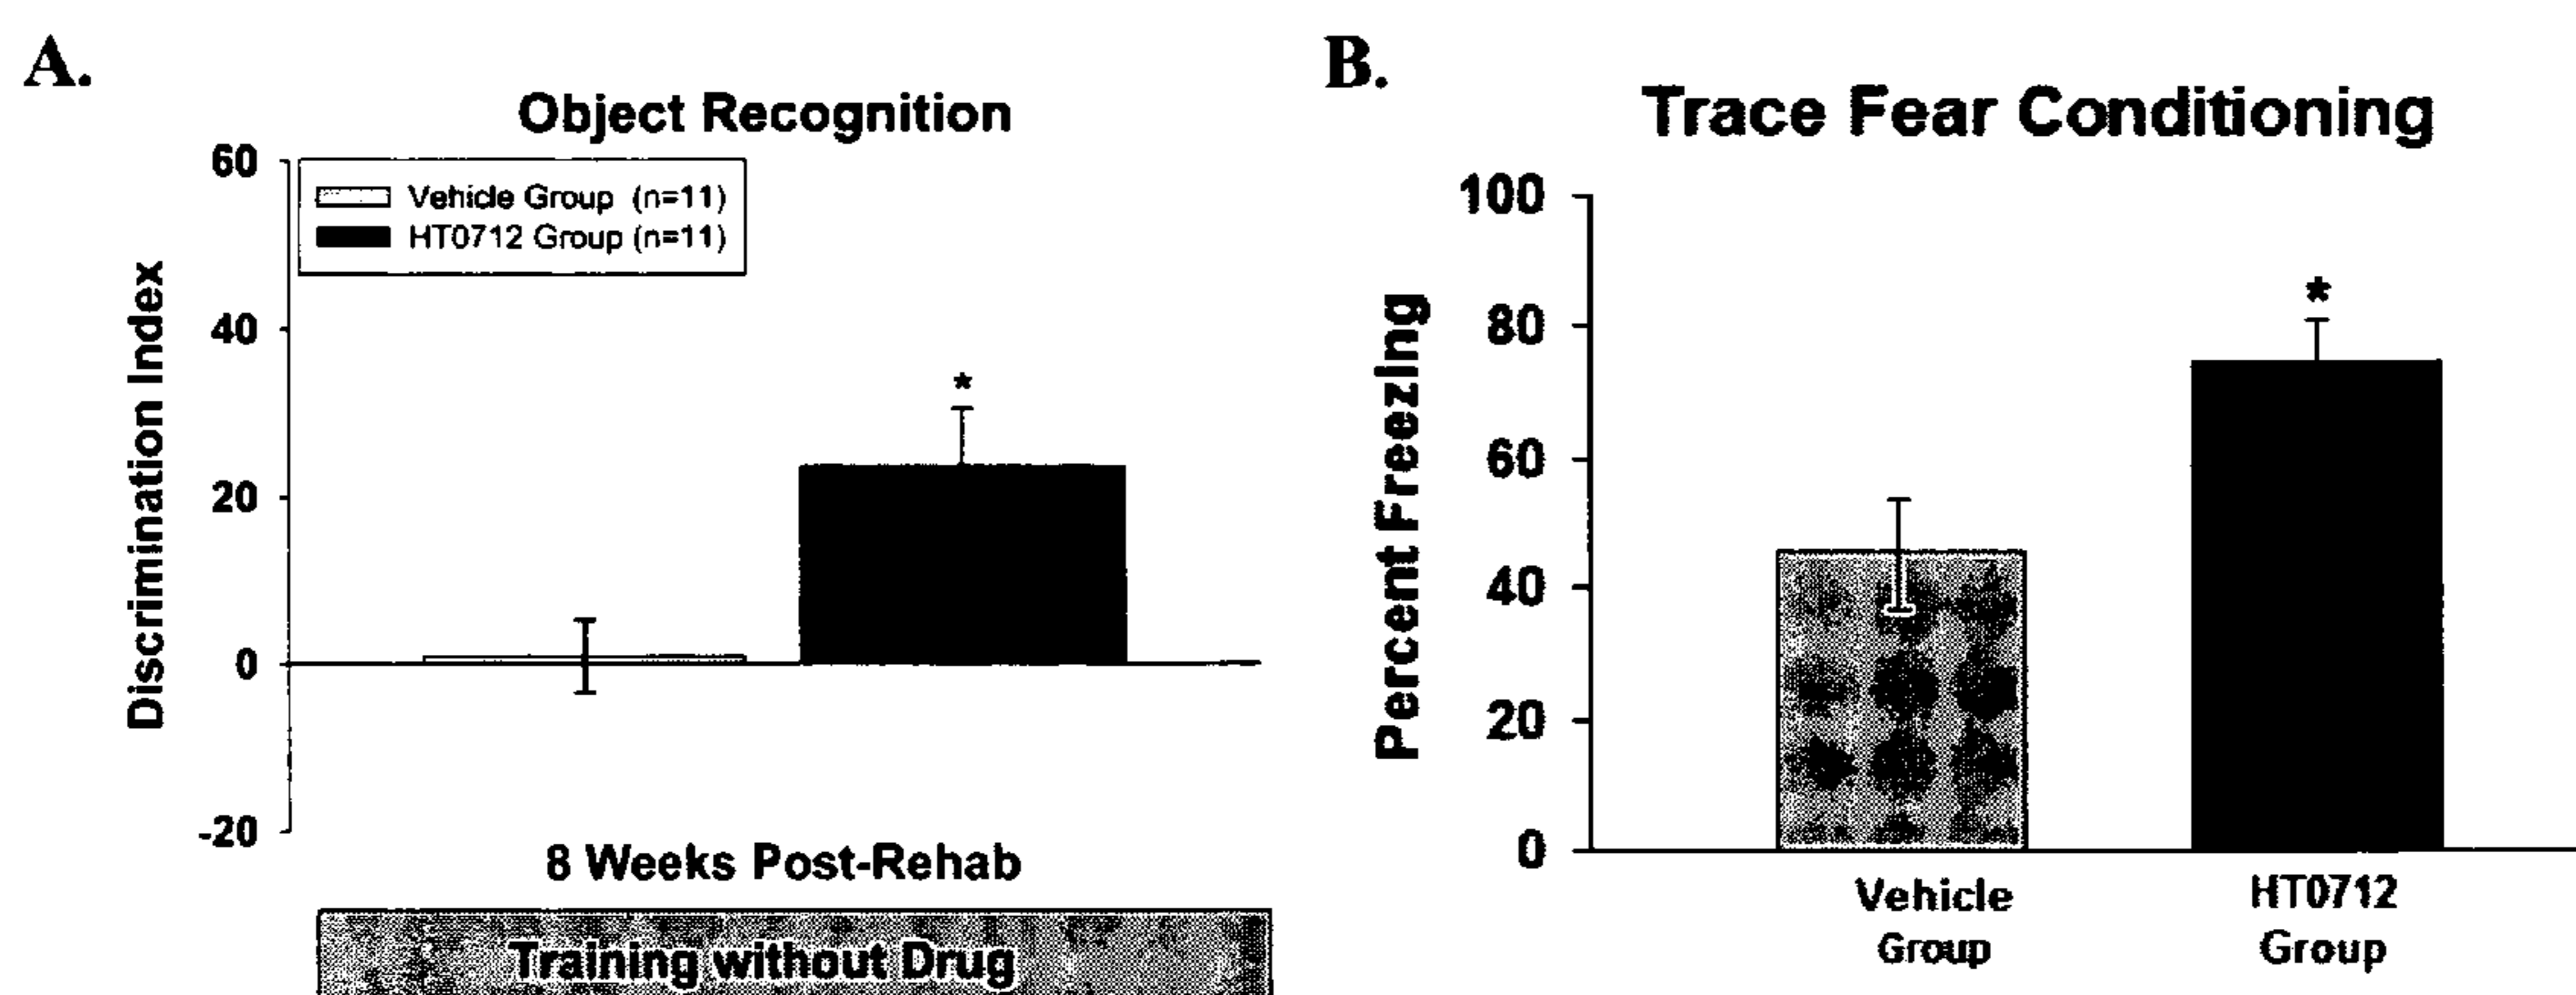 A.
Object Recognition
60
Vehicle Group (n=11)
HT0712 Group (n=11)
40
20
0
-20
Discrimination Index
8 Weeks Post-Rehab
Training without Drug
B.
Trace Fear Conditioning
100
80
60
40
20
0
Percent Freezing
*
*
Vehicle
Group
HT0712
Group